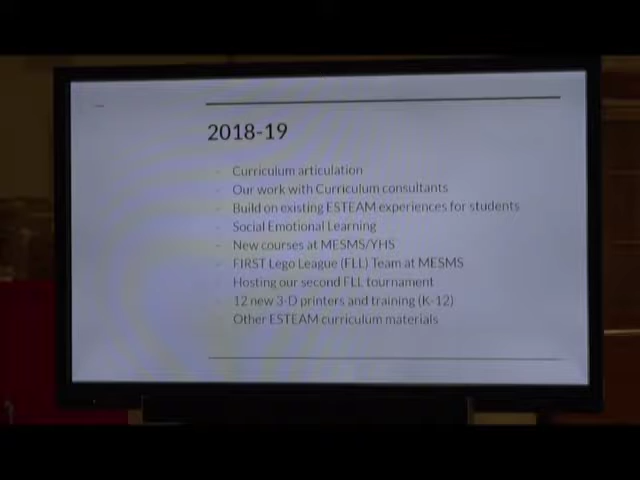 2018-19
- Curriculum articulation
- Our work with Curriculum consultants
- Build on existing ESTEAM experiences for students
- Social Emotional Learning
- New courses at MESMS/YHS
- FIRST Lego League (FLL) Team at MESMS
- Hosting our second FLL tournament
- 12 new 3-D printers and training (K-12)
- Other ESTEAM curriculum materials